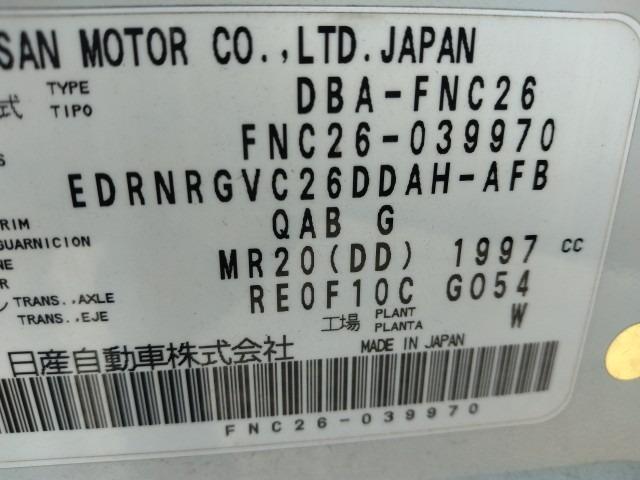 SAN MOTOR CO.,LTD.JAPAN
式 TYPE TIPO DBA-FNC26
FNC26-039970
EDRNRGVC26DDAH-AFB
RIM GUARNICION QAB G
MR20(DD) 1997 CC
TRANS.,AXLE TRANS.,EJE RE0F10C GO54
工場 PLANT PLANTA W
日産自動車株式会社 MADE IN JAPAN
FNC26-039970